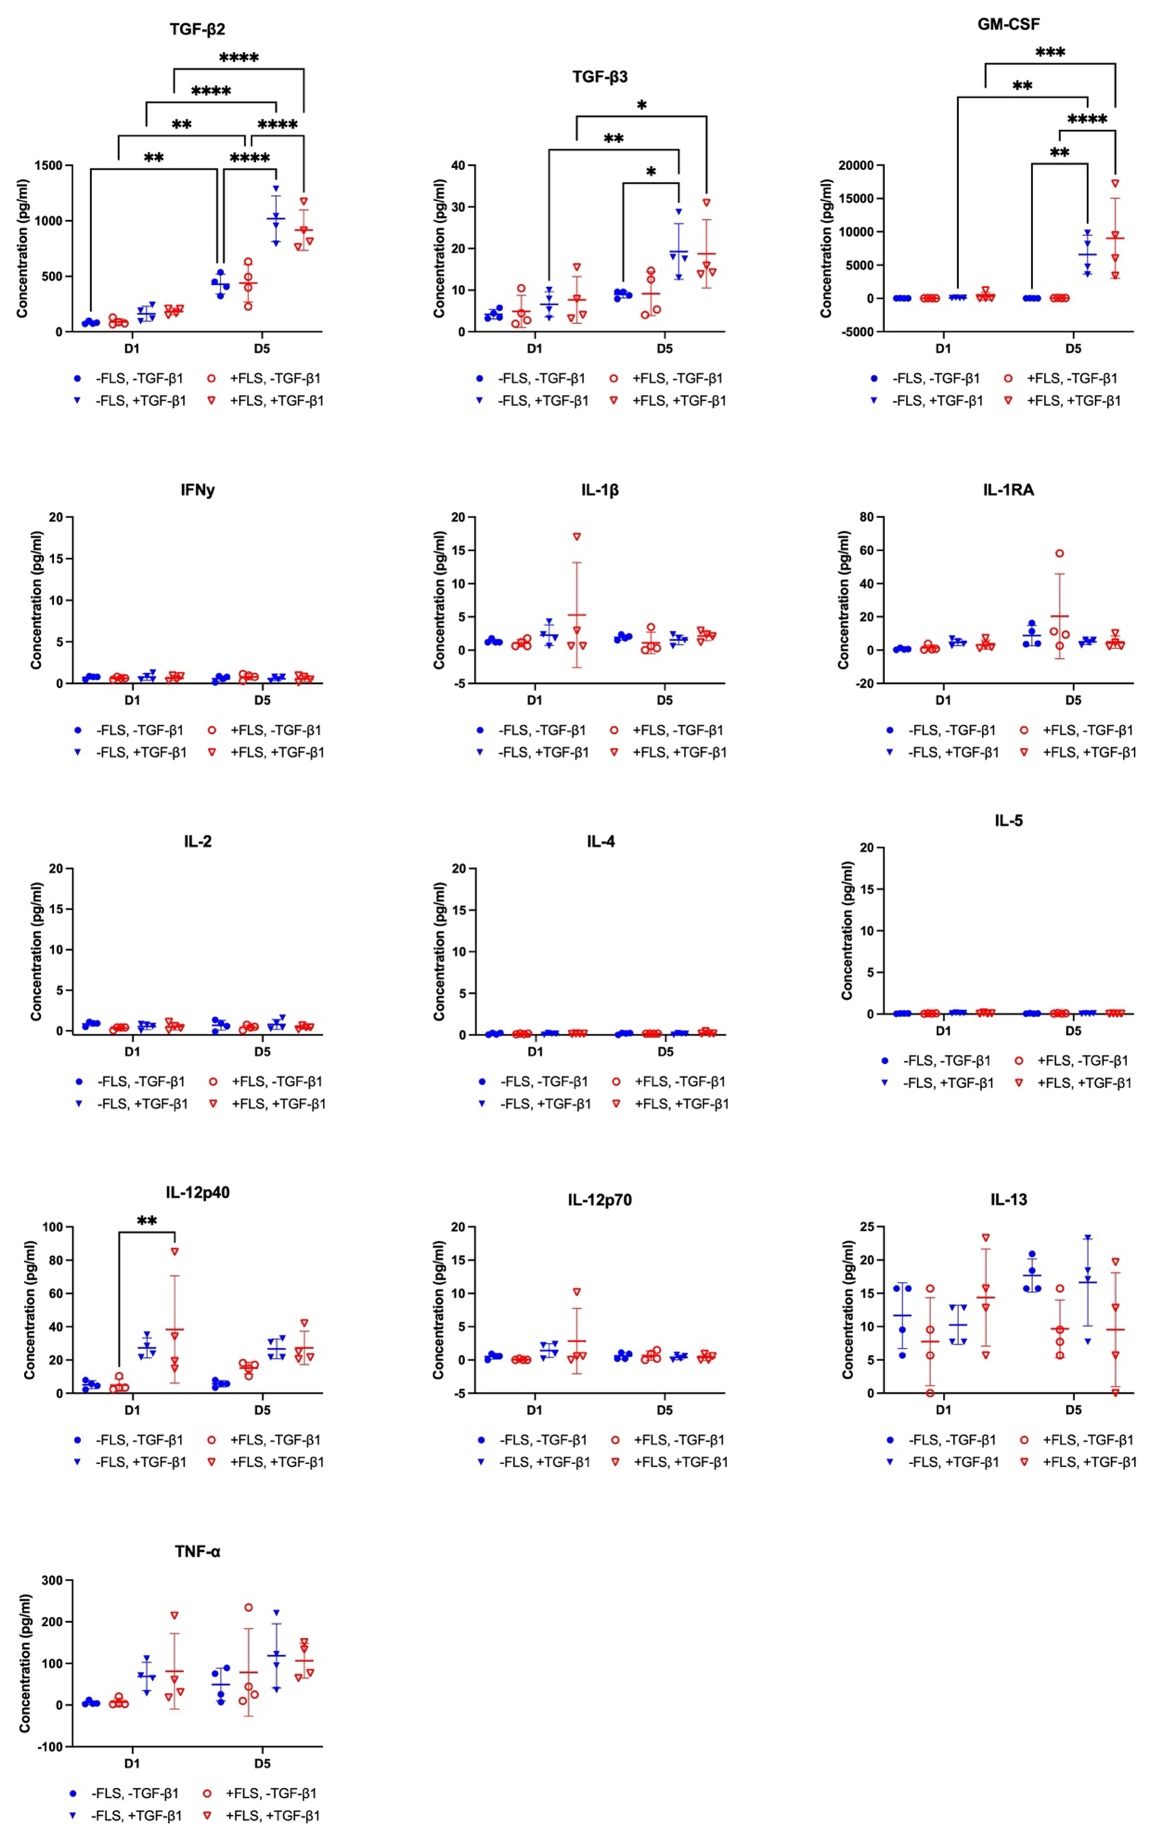 TGF-β2
****
****
** ****
** ****
Concentration (pg/ml)
1500
1000
500
0
D1 D5
-FLS, -TGF-β1 +FLS, -TGF-β1
-FLS, +TGF-β1 +FLS, +TGF-β1
TGF-β3
*
**
*
Concentration (pg/ml)
40
30
20
10
0
D1 D5
-FLS, -TGF-β1 +FLS, -TGF-β1
-FLS, +TGF-β1 +FLS, +TGF-β1
GM-CSF
***
**
****
**
Concentration (pg/ml)
20000
15000
10000
5000
0
-5000
D1 D5
-FLS, -TGF-β1 +FLS, -TGF-β1
-FLS, +TGF-β1 +FLS, +TGF-β1
IFNy
Concentration (pg/ml)
20
15
10
5
0
D1 D5
-FLS, -TGF-β1 +FLS, -TGF-β1
-FLS, +TGF-β1 +FLS, +TGF-β1
IL-1β
Concentration (pg/ml)
20
15
10
5
0
-5
D1 D5
-FLS, -TGF-β1 +FLS, -TGF-β1
-FLS, +TGF-β1 +FLS, +TGF-β1
IL-1RA
Concentration (pg/ml)
80
60
40
20
0
-20
D1 D5
-FLS, -TGF-β1 +FLS, -TGF-β1
-FLS, +TGF-β1 +FLS, +TGF-β1
IL-2
Concentration (pg/ml)
20
15
10
5
0
D1 D5
-FLS, -TGF-β1 +FLS, -TGF-β1
-FLS, +TGF-β1 +FLS, +TGF-β1
IL-4
Concentration (pg/ml)
20
15
10
5
0
D1 D5
-FLS, -TGF-β1 +FLS, -TGF-β1
-FLS, +TGF-β1 +FLS, +TGF-β1
IL-5
Concentration (pg/ml)
20
15
10
5
0
D1 D5
-FLS, -TGF-β1 +FLS, -TGF-β1
-FLS, +TGF-β1 +FLS, +TGF-β1
IL-12p40
**
Concentration (pg/ml)
100
80
60
40
20
0
D1 D5
-FLS, -TGF-β1 +FLS, -TGF-β1
-FLS, +TGF-β1 +FLS, +TGF-β1
IL-12p70
Concentration (pg/ml)
20
15
10
5
0
-5
D1 D5
-FLS, -TGF-β1 +FLS, -TGF-β1
-FLS, +TGF-β1 +FLS, +TGF-β1
IL-13
Concentration (pg/ml)
25
20
15
10
5
0
D1 D5
-FLS, -TGF-β1 +FLS, -TGF-β1
-FLS, +TGF-β1 +FLS, +TGF-β1
TNF-α
Concentration (pg/ml)
300
200
100
0
-100
D1 D5
-FLS, -TGF-β1 +FLS, -TGF-β1
-FLS, +TGF-β1 +FLS, +TGF-β1